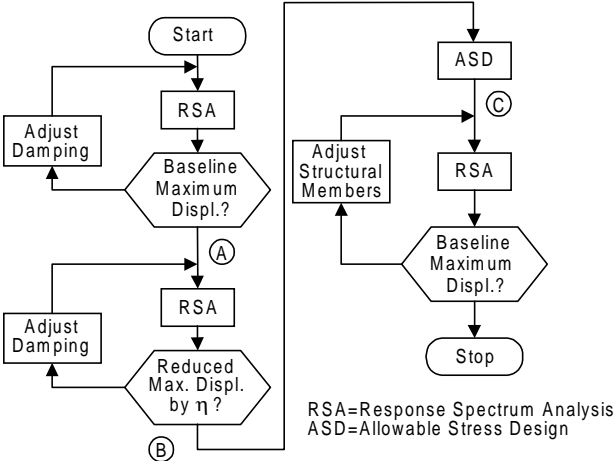 Start
RSA
Adjust
Damping
Baseline
Maximum
Displ.?
A
RSA
Adjust
Damping
Reduced
Max. Displ.
by η ?
B
ASD
C
Adjust
Structural
Members
RSA
Baseline
Maximum
Displ.?
Stop
RSA=Response Spectrum Analysis
ASD=Allowable Stress Design